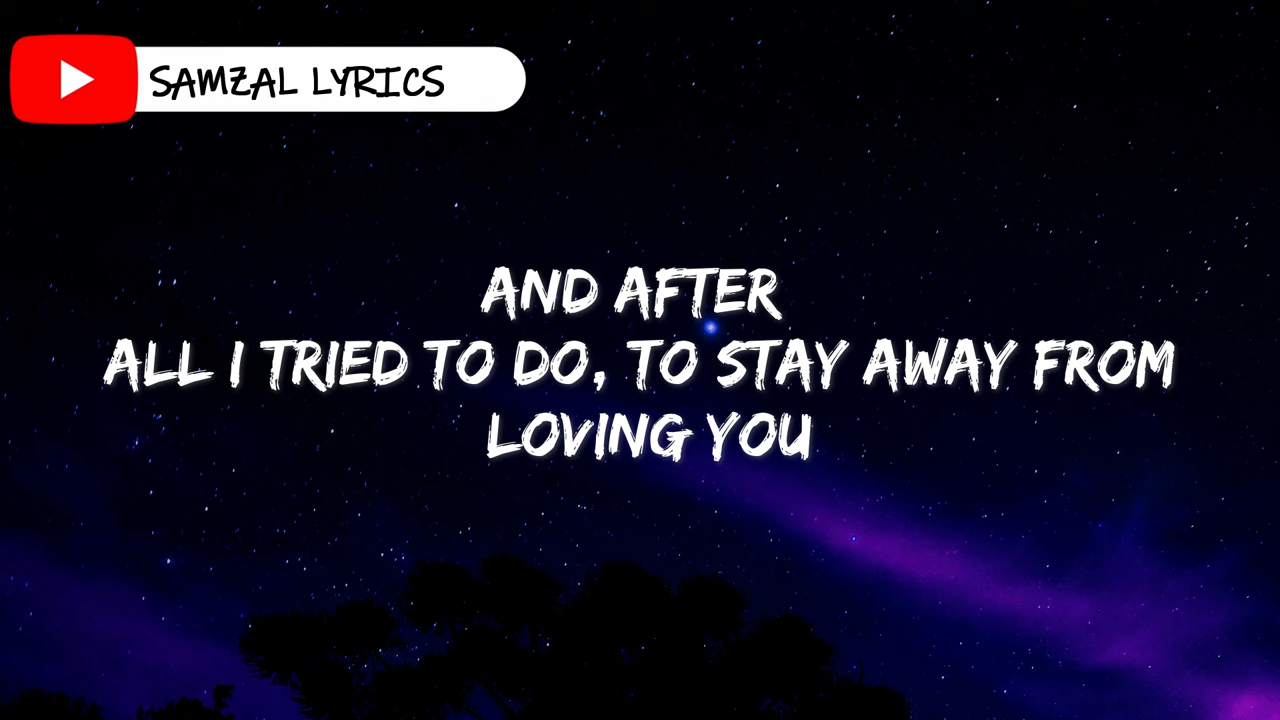 SAMZAL LYRICS
AND AFTER
ALL I TRIED TO DO, TO STAY AWAY FROM
LOVING YOU